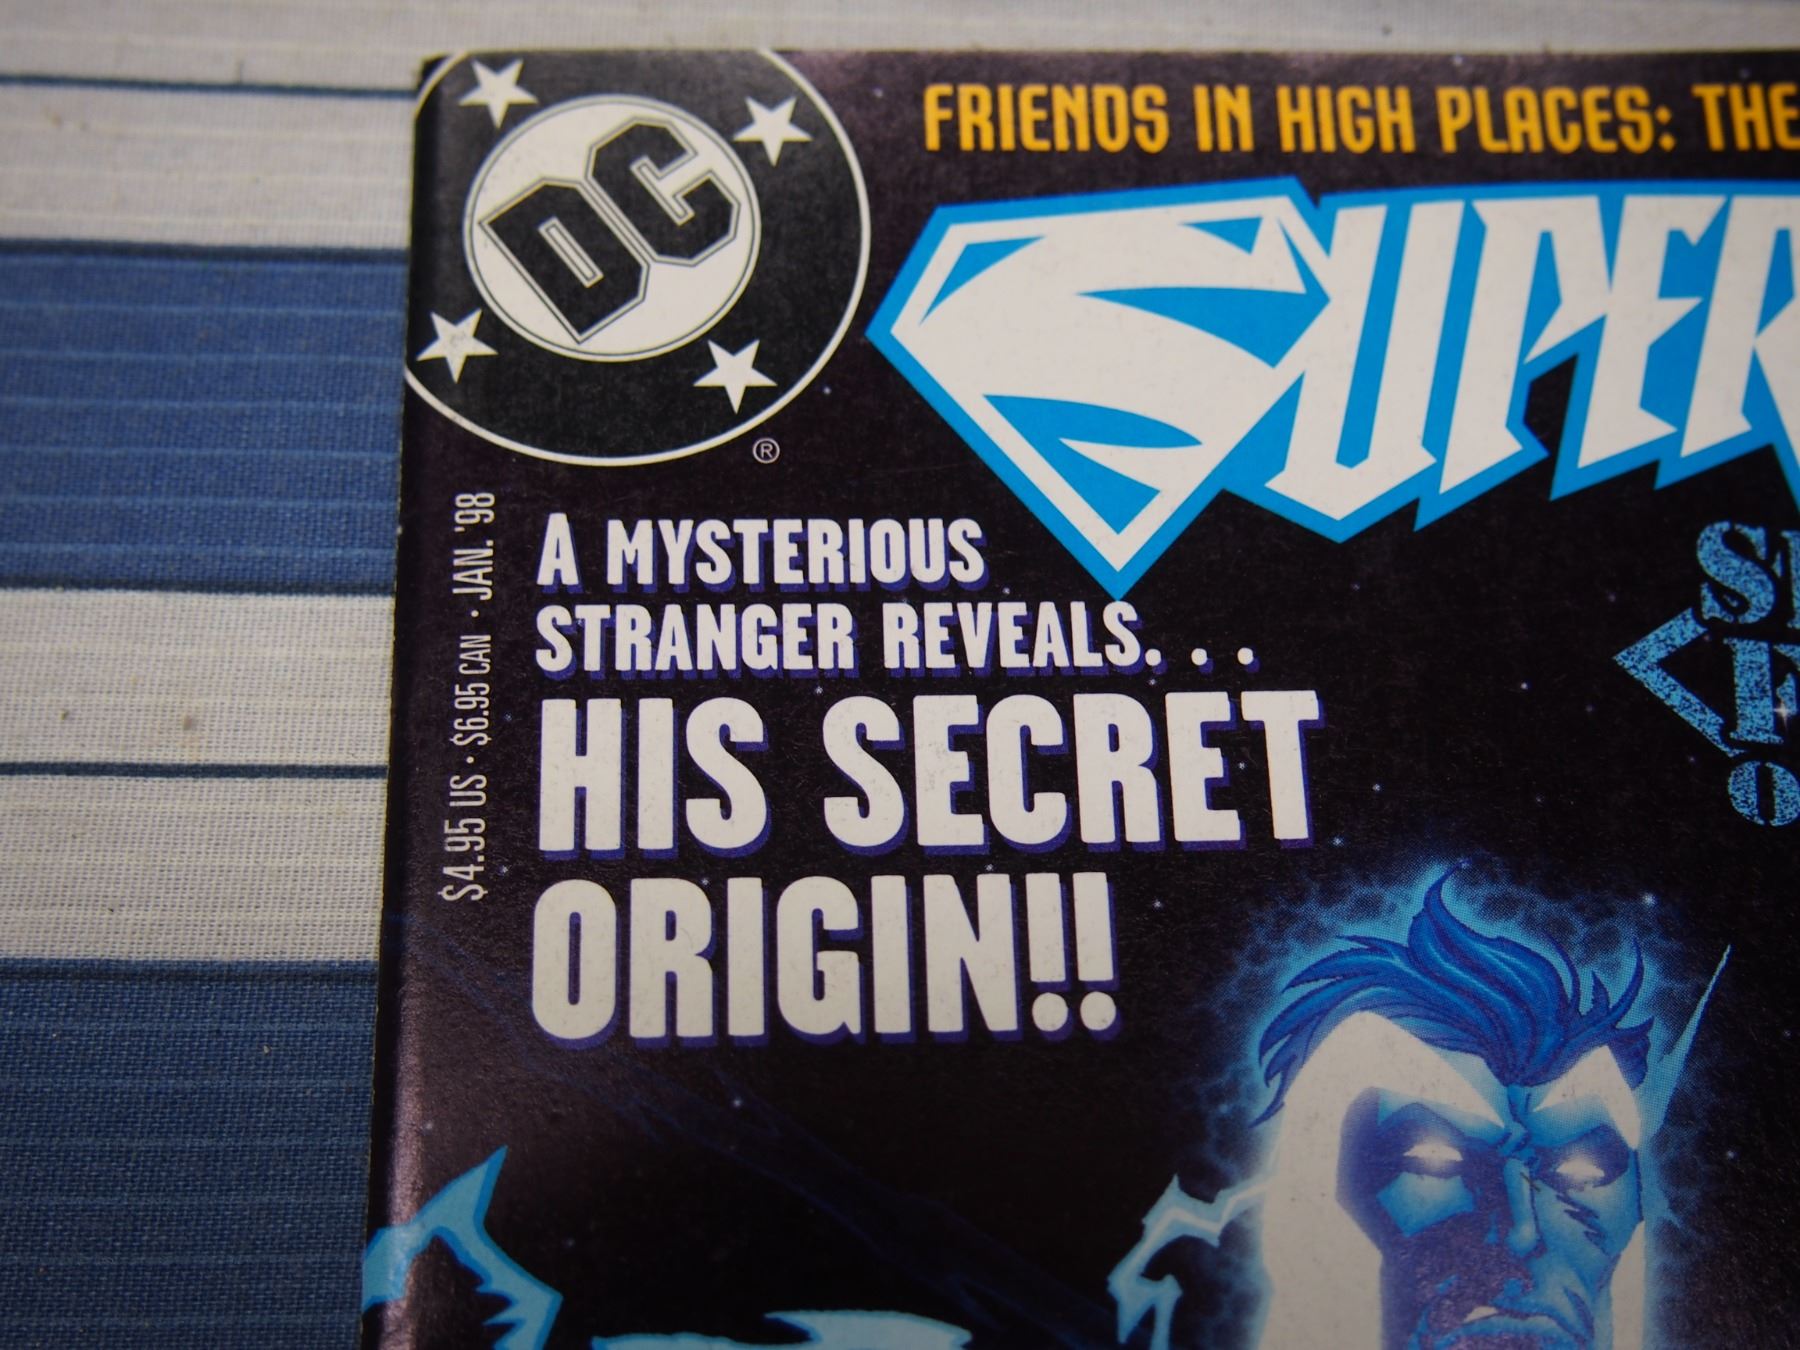 DC
®
FRIENDS IN HIGH PLACES: THE
SUPER
$4.95 US · $6.95 CAN · JAN. '98
A MYSTERIOUS
STRANGER REVEALS. . .
HIS SECRET
ORIGIN!!